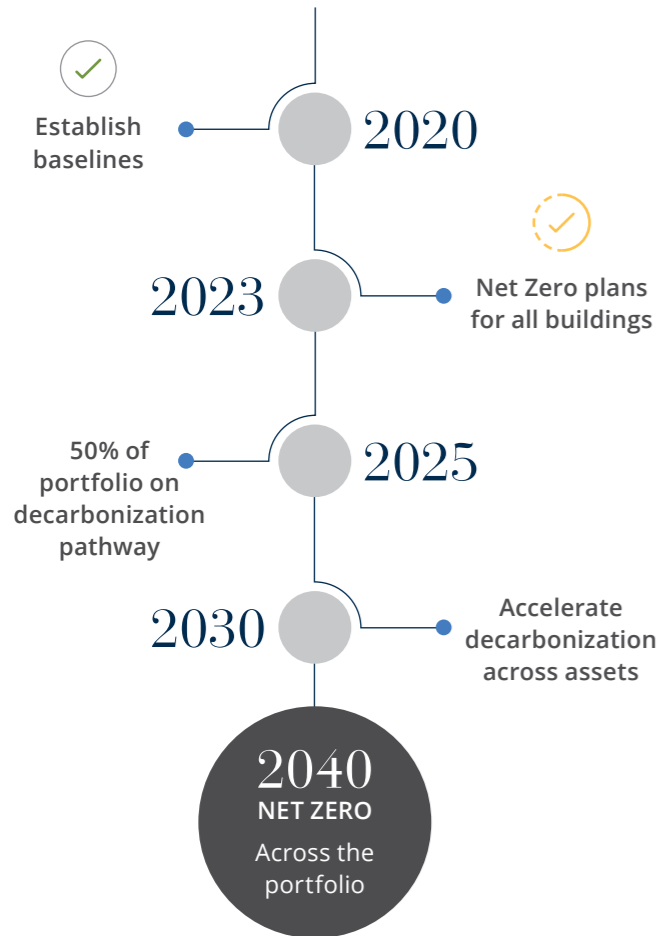 2020
Establish
baselines
2023
Net Zero plans
for all buildings
2025
50% of
portfolio on
decarbonization
pathway
2030
Accelerate
decarbonization
across assets
2040
NET ZERO
Across the
portfolio